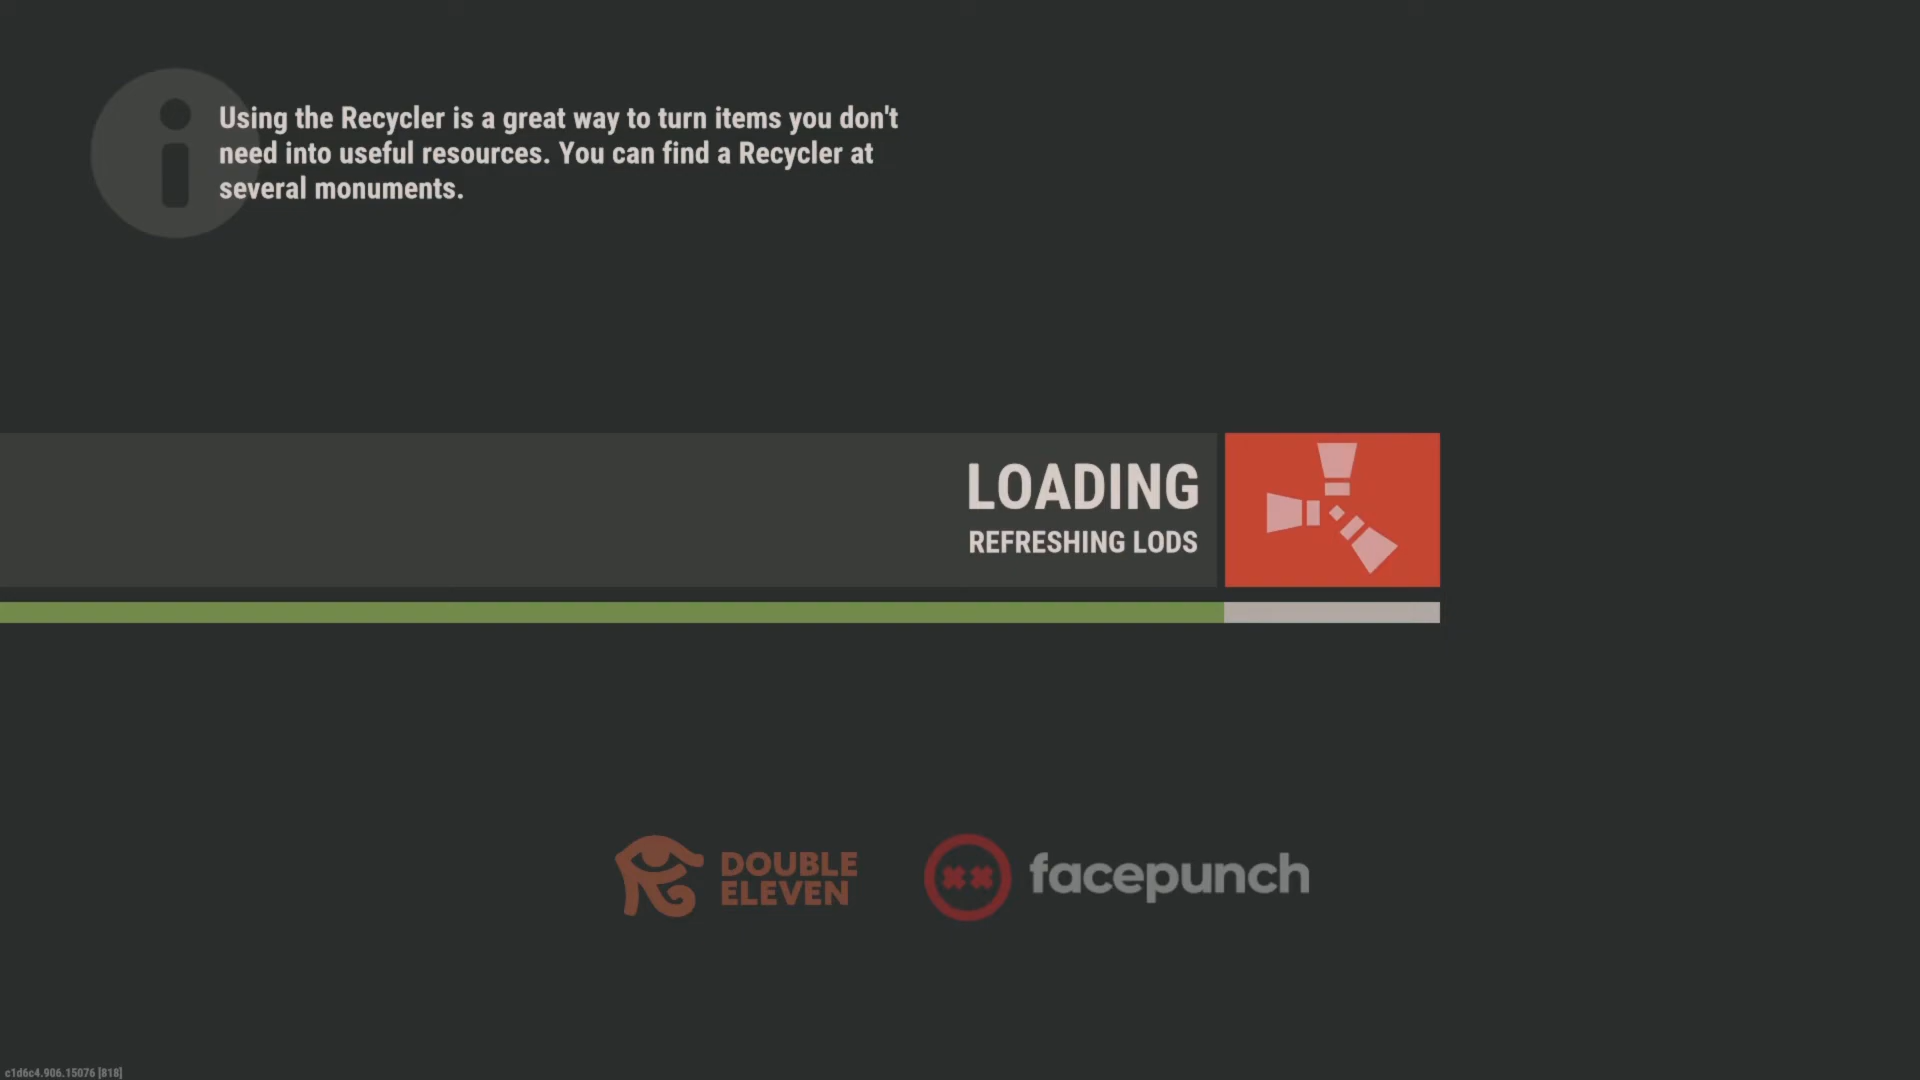 Using the Recycler is a great way to turn items you don't
need into useful resources. You can find a Recycler at
several monuments.
LOADING
REFRESHING LODS
DOUBLE
ELEVEN
facepunch
c1d6c4.906.15076 [818]